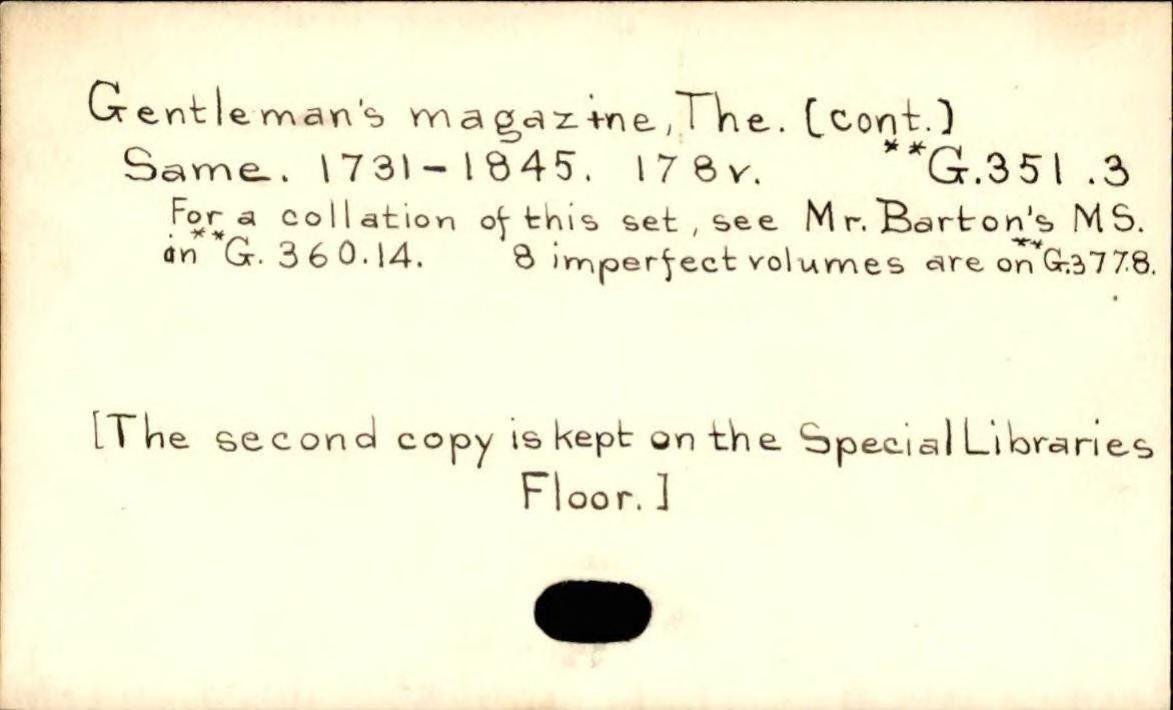 Gentleman's magazine, The. [cont.]
Same. 1731-1845. 178v. **G.351.3
For a collation of this set, see Mr. Barton's MS.
in **G. 360.14. 8 imperfect volumes are on **G.377.8.
[The second copy is kept on the Special Libraries
Floor.]